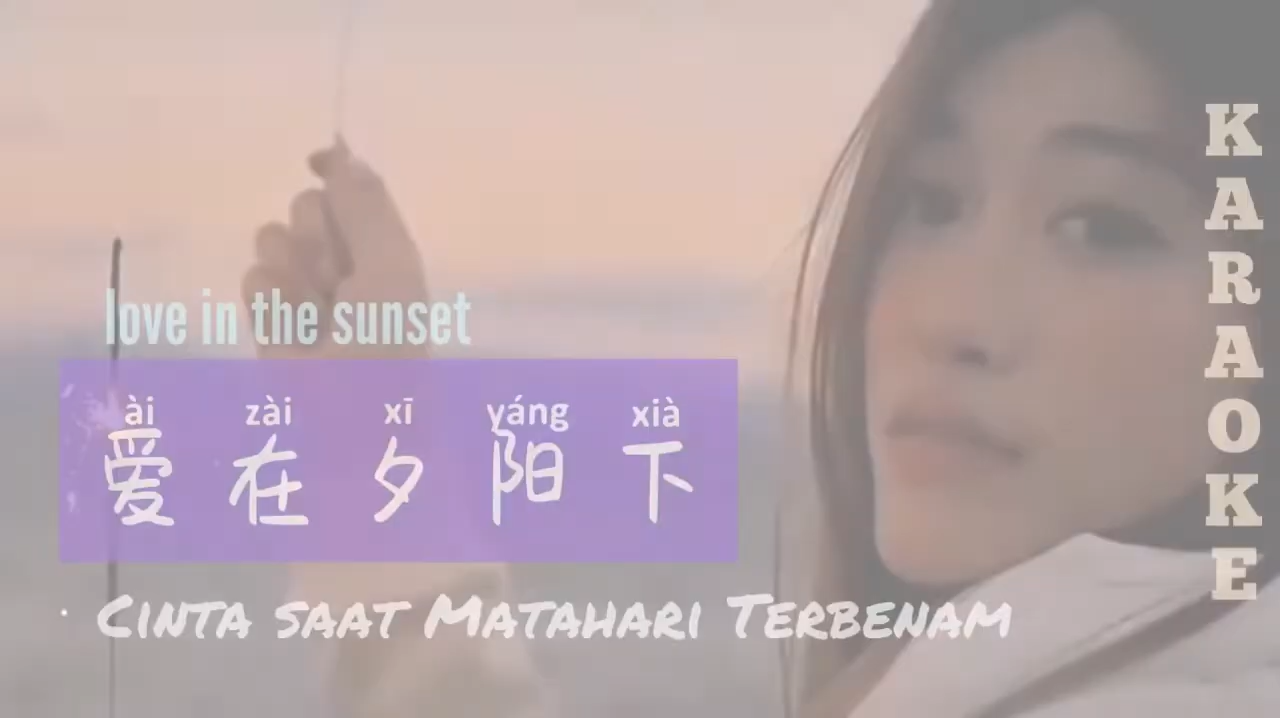 love in the sunset
ài zài xī yáng xià
爱在夕阳下
Cinta saat Matahari Terbenam
KARAOKE